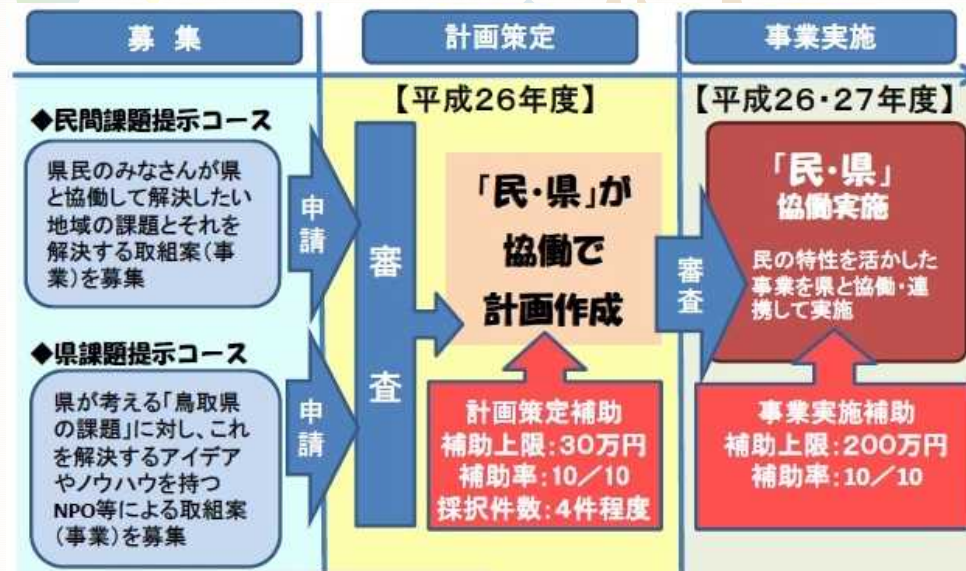 募集
計画策定
事業実施
【平成26年度】
【平成26・27年度】
◆民間課題提示コース
県民のみなさんが県
と協働して解決したい
地域の課題とそれを
解決する取組案(事
業)を募集
申請
◆県課題提示コース
県が考える「鳥取県
の課題」に対し、これ
を解決するアイデア
やノウハウを持つ
NPO等による取組案
(事業)を募集
申請
審査
「民・県」が
協働で
計画作成
計画策定補助
補助上限:30万円
補助率:10/10
採択件数:4件程度
審査
「民・県」
協働実施
民の特性を活かした
事業を県と協働・連
携して実施
事業実施補助
補助上限:200万円
補助率:10/10